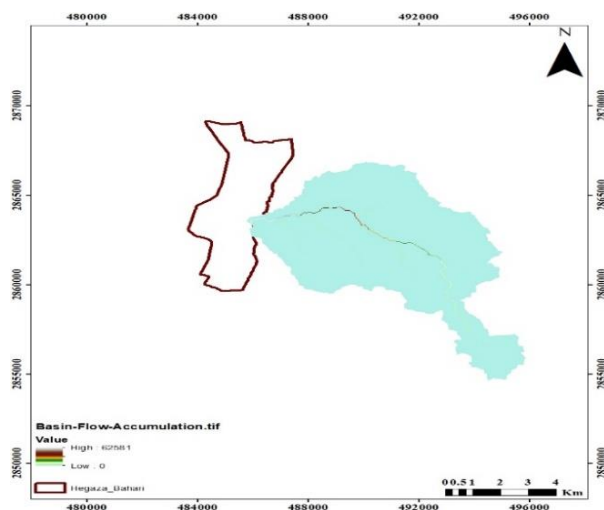 480000 484000 488000 492000 496000
N
2870000 2870000
2865000 2865000
2860000 2860000
2855000 2855000
2850000 2850000
Basin-Flow-Accumulation.tif
Value
High : 62581
Low : 0
Hegaza_Bahari
0 0.5 1 2 3 4
Km
480000 484000 488000 492000 496000